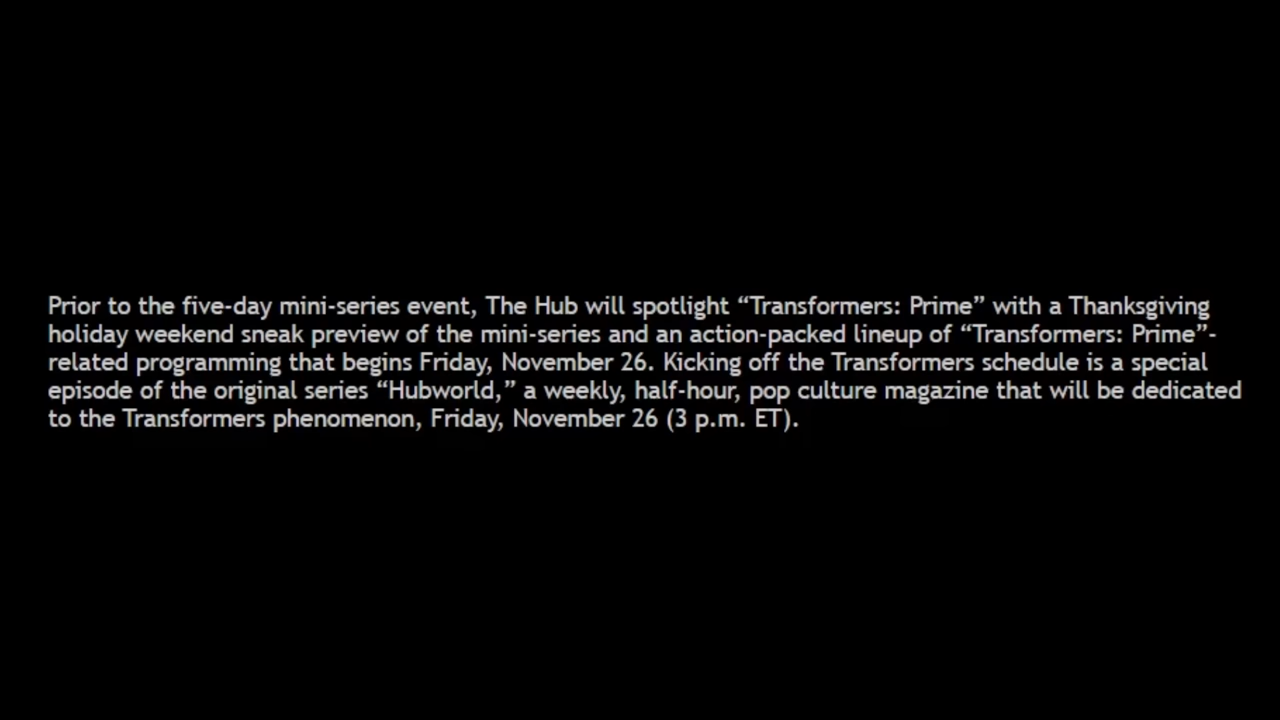 Prior to the five-day mini-series event, The Hub will spotlight “Transformers: Prime” with a Thanksgiving
holiday weekend sneak preview of the mini-series and an action-packed lineup of “Transformers: Prime”-
related programming that begins Friday, November 26. Kicking off the Transformers schedule is a special
episode of the original series “Hubworld,” a weekly, half-hour, pop culture magazine that will be dedicated
to the Transformers phenomenon, Friday, November 26 (3 p.m. ET).